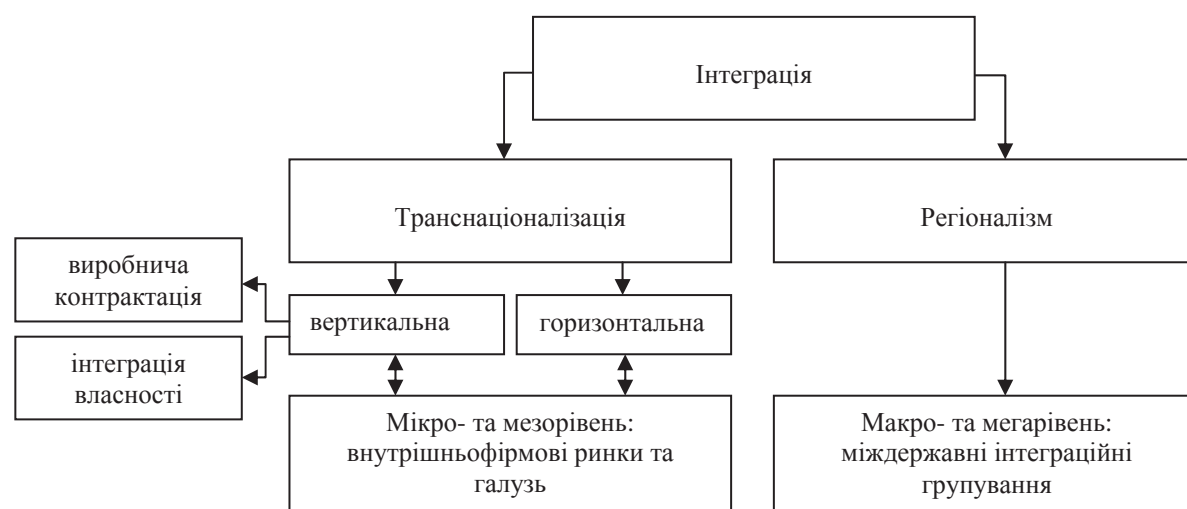 Інтеграція
Транснаціоналізація
Регіоналізм
виробнича
контрактація
вертикальна
горизонтальна
інтеграція
власності
Мікро- та мезорівень:
внутрішньофірмові ринки та
галузь
Макро- та мегарівень:
міждержавні інтеграційні
групування